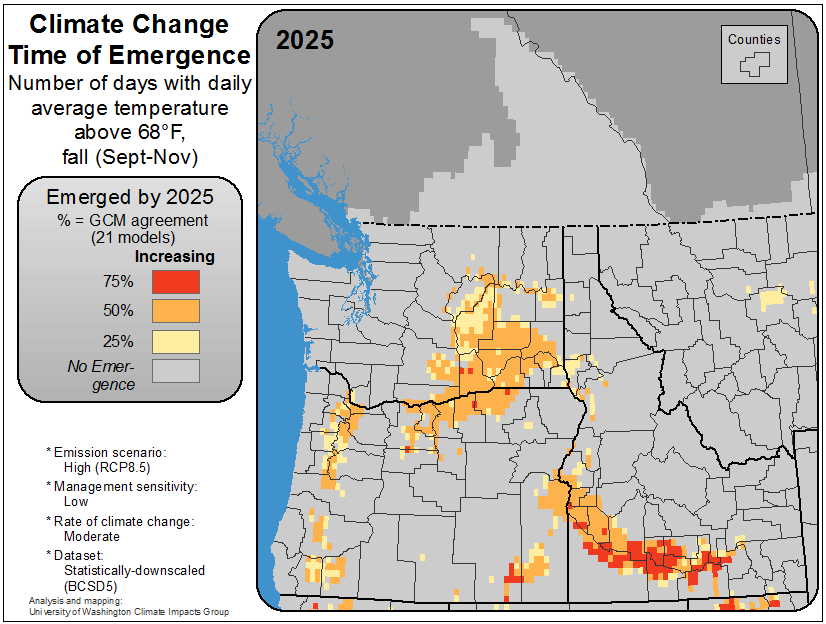 Climate Change
Time of Emergence
Number of days with daily
average temperature
above 68°F,
fall (Sept-Nov)
Emerged by 2025
% = GCM agreement
(21 models)
Increasing
75%
50%
25%
No Emer-
gence
* Emission scenario:
High (RCP8.5)
* Management sensitivity:
Low
* Rate of climate change:
Moderate
* Dataset:
Statistically-downscaled
(BCSD5)
Analysis and mapping:
University of Washington Climate Impacts Group
2025
Counties